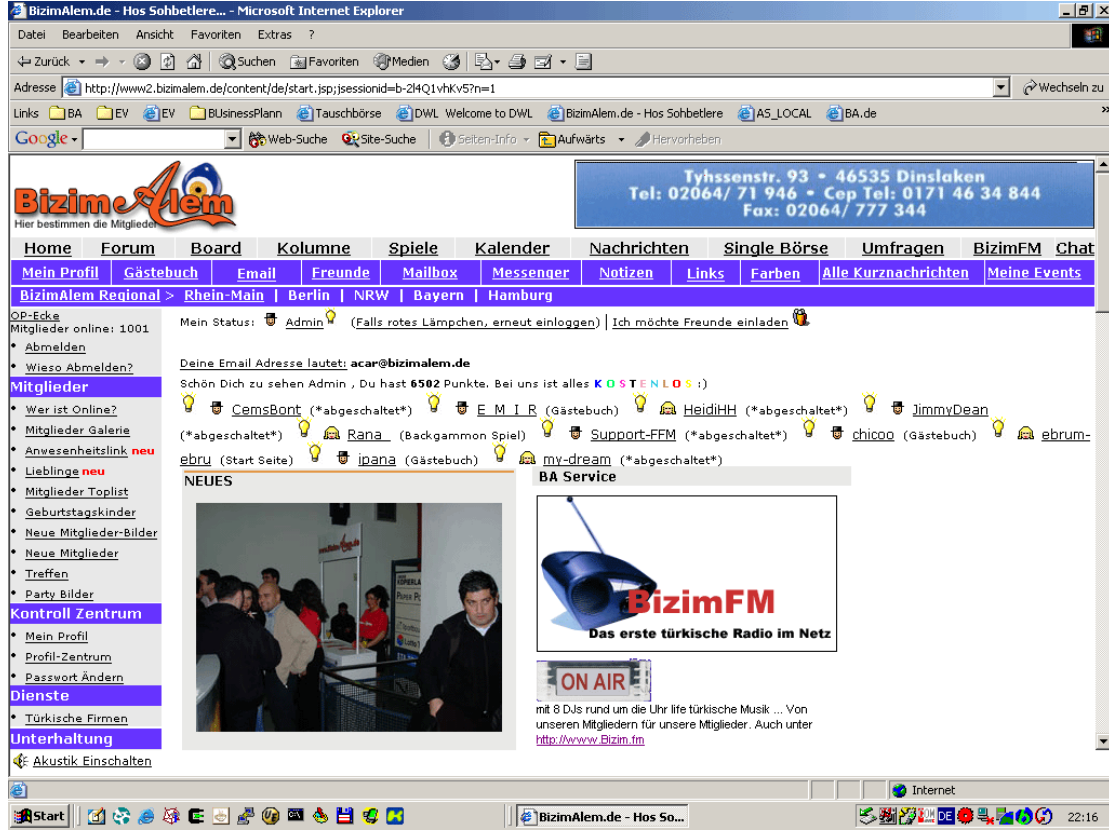 BizimAlem.de - Hos Sohbetlere... - Microsoft Internet Explorer
Datei Bearbeiten Ansicht Favoriten Extras ?
Zurück Suchen Favoriten Medien
Adresse http://www2.bizimalem.de/content/de/start.jsp;jsessionid=b-2l4Q1vhKv5?n=1 Wechseln zu
Links BA EV EV BUsinessPlann Tauschbörse DWL Welcome to DWL BizimAlem.de - Hos Sohbetlere AS_LOCAL BA.de »
Google Web-Suche Site-Suche Seiten-Info Aufwärts Hervorheben
BizimAlem
Hier bestimmen die Mitglieder
Tyhssenstr. 93 • 46535 Dinslaken
Tel: 02064/ 71 946 • Cep Tel: 0171 46 34 844
Fax: 02064/ 777 344
Home Forum Board Kolumne Spiele Kalender Nachrichten Single Börse Umfragen BizimFM Chat
Mein Profil Gästebuch Email Freunde Mailbox Messenger Notizen Links Farben Alle Kurznachrichten Meine Events
BizimAlem Regional > Rhein-Main | Berlin | NRW | Bayern | Hamburg
OP-Ecke
Mitglieder online: 1001
• Abmelden
• Wieso Abmelden?
Mitglieder
• Wer ist Online?
• Mitglieder Galerie
• Anwesenheitslink neu
• Lieblinge neu
• Mitglieder Toplist
• Geburtstagskinder
• Neue Mitglieder-Bilder
• Neue Mitglieder
• Treffen
• Party Bilder
Kontroll Zentrum
• Mein Profil
• Profil-Zentrum
• Passwort Ändern
Dienste
• Türkische Firmen
Unterhaltung
Akustik Einschalten
Mein Status: Admin (Falls rotes Lämpchen, erneut einloggen) | Ich möchte Freunde einladen
Deine Email Adresse lautet: acar@bizimalem.de
Schön Dich zu sehen Admin , Du hast 6502 Punkte. Bei uns ist alles K O S T E N L O S :)
CemsBont (*abgeschaltet*) E M I R (Gästebuch) HeidiHH (*abgeschaltet*) JimmyDean
(*abgeschaltet*) Rana_ (Backgammon Spiel) Support-FFM (*abgeschaltet*) chicoo (Gästebuch) ebrum-
ebru (Start Seite) ipana (Gästebuch) my-dream (*abgeschaltet*)
NEUES
BA Service
BizimFM
Das erste türkische Radio im Netz
ON AIR
mit 8 DJs rund um die Uhr life türkische Musik ... Von
unseren Mitgliedern für unsere Mtiglieder. Auch unter
http://www.Bizim.fm
Internet
Start BizimAlem.de - Hos So... DE 22:16